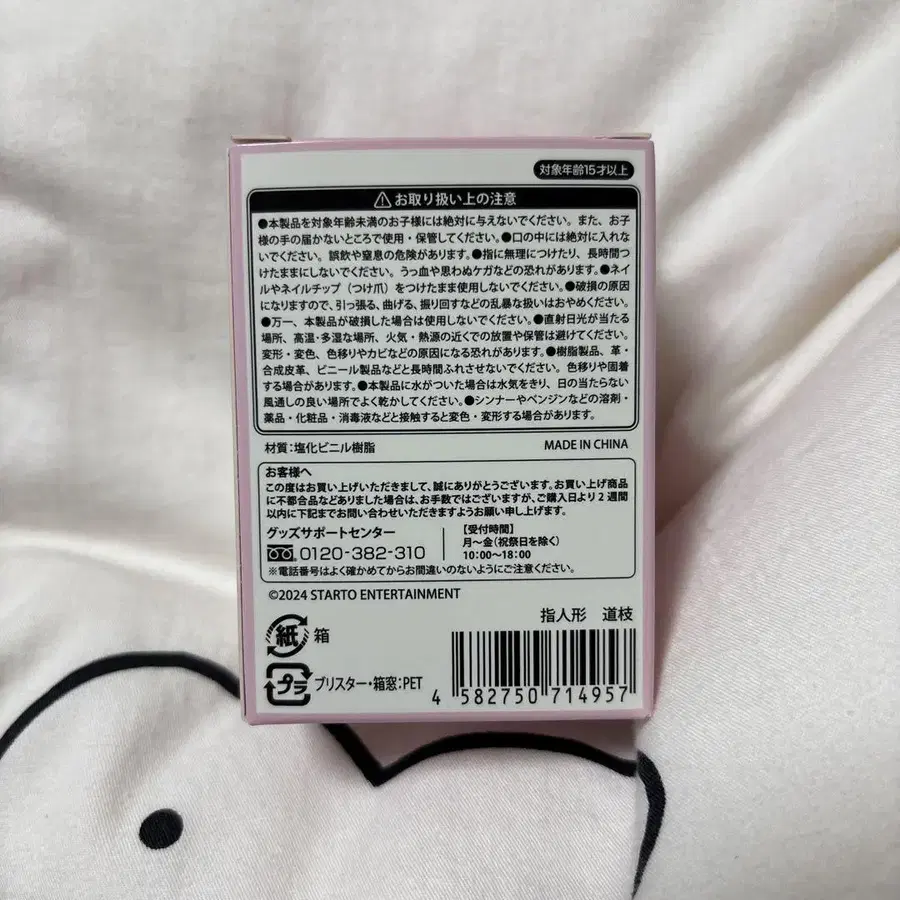 対象年齢15才以上
お取り扱い上の注意
●本製品を対象年齢未満のお子様には絶対に与えないでください。また、お子
様の手の届かないところで使用・保管してください。●口の中には絶対に入れな
いでください。誤飲や窒息の危険があります。●指に無理につけたり、長時間つ
けたままにしないでください。うっ血や思わぬケガなどの恐れがあります。●ネイ
ルやネイルチップ(つけ爪)をつけたまま使用しないでください。●破損の原因
になりますので、引っ張る、曲げる、振り回すなどの乱暴な扱いはおやめください。
●万一、本製品が破損した場合は使用しないでください。●直射日光が当たる
場所、高温・多湿な場所、火気・熱源の近くでの放置や保管は避けてください。
変形・変色、色移りやカビなどの原因になる恐れがあります。●樹脂製品、革・
合成皮革、ビニール製品などと長時間ふれさせないでください。色移りや固着
する場合があります。●本製品に水がついた場合は水気をきり、日の当たらない
風通しの良い場所でよく乾かしてください。●シンナーやベンジンなどの溶剤・
薬品・化粧品・消毒液などと接触すると変色・変形する場合があります。
材質：塩化ビニル樹脂 MADE IN CHINA
お客様へ
この度はお買い上げいただきまして、誠にありがとうございます。お買い上げ商品
に不都合品などありました場合は、お手数ではございますが、ご購入日より2週間
以内に下記までお問い合わせいただきますようお願い申し上げます。
グッズサポートセンター
0120-382-310
【受付時間】
月〜金(祝祭日を除く)
10:00〜18:00
※電話番号はよく確かめてからお間違いのないようにご注意ください。
©2024 STARTO ENTERTAINMENT
指人形 道枝
紙 箱
プラ ブリスター・箱窓:PET
4 582750 714957